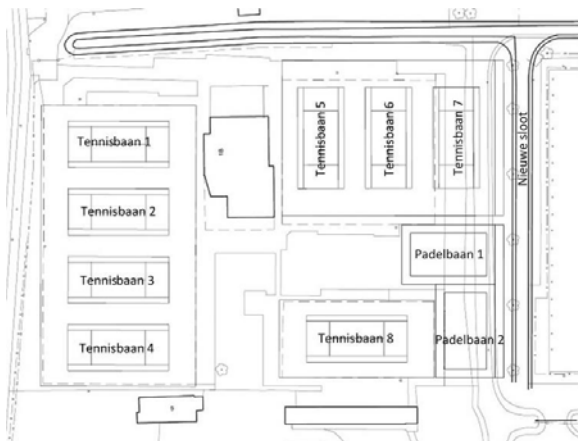 Tennisbaan 1
Tennisbaan 2
Tennisbaan 3
Tennisbaan 4
Tennisbaan 5
Tennisbaan 6
Tennisbaan 7
Nieuwe sloot
Padelbaan 1
Tennisbaan 8
Padelbaan 2